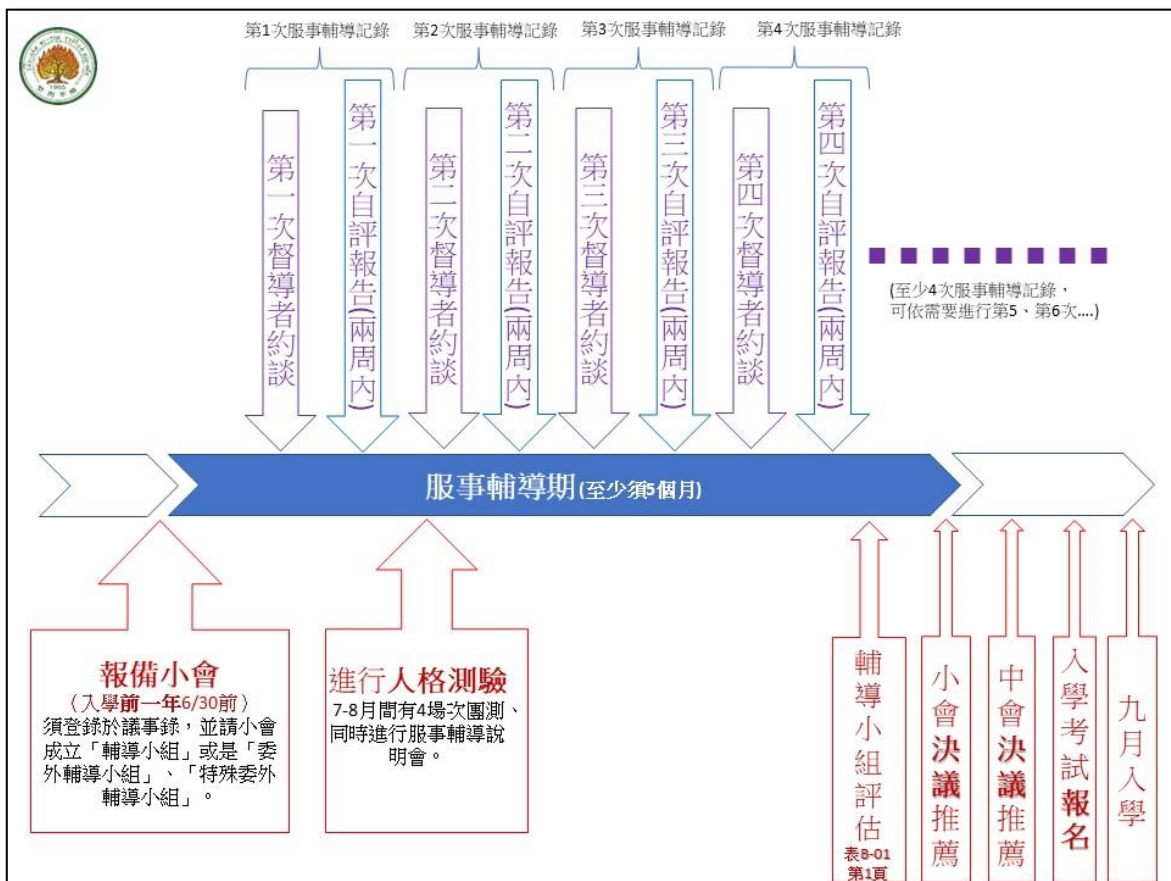 第1次服事輔導記錄
第2次服事輔導記錄
第3次服事輔導記錄
第4次服事輔導記錄
1865
第一次督導者約談
第一次自評報告(兩周內)
第二次督導者約談
第二次自評報告(兩周內)
第三次督導者約談
第三次自評報告(兩周內)
第四次督導者約談
第四次自評報告(兩周內)
(至少4次服事輔導記錄，
可依需要進行第5、第6次....)
服事輔導期(至少須5個月)
報備小會
（入學前一年6/30前）
須登錄於議事錄，並請小會
成立「輔導小組」或是「委
外輔導小組」、「特殊委外
輔導小組」。
進行人格測驗
7-8月間有4場次團測、
同時進行服事輔導說
明會。
輔導小組評估
表B-01
第1頁
小會決議推薦
中會決議推薦
入學考試報名
九月入學